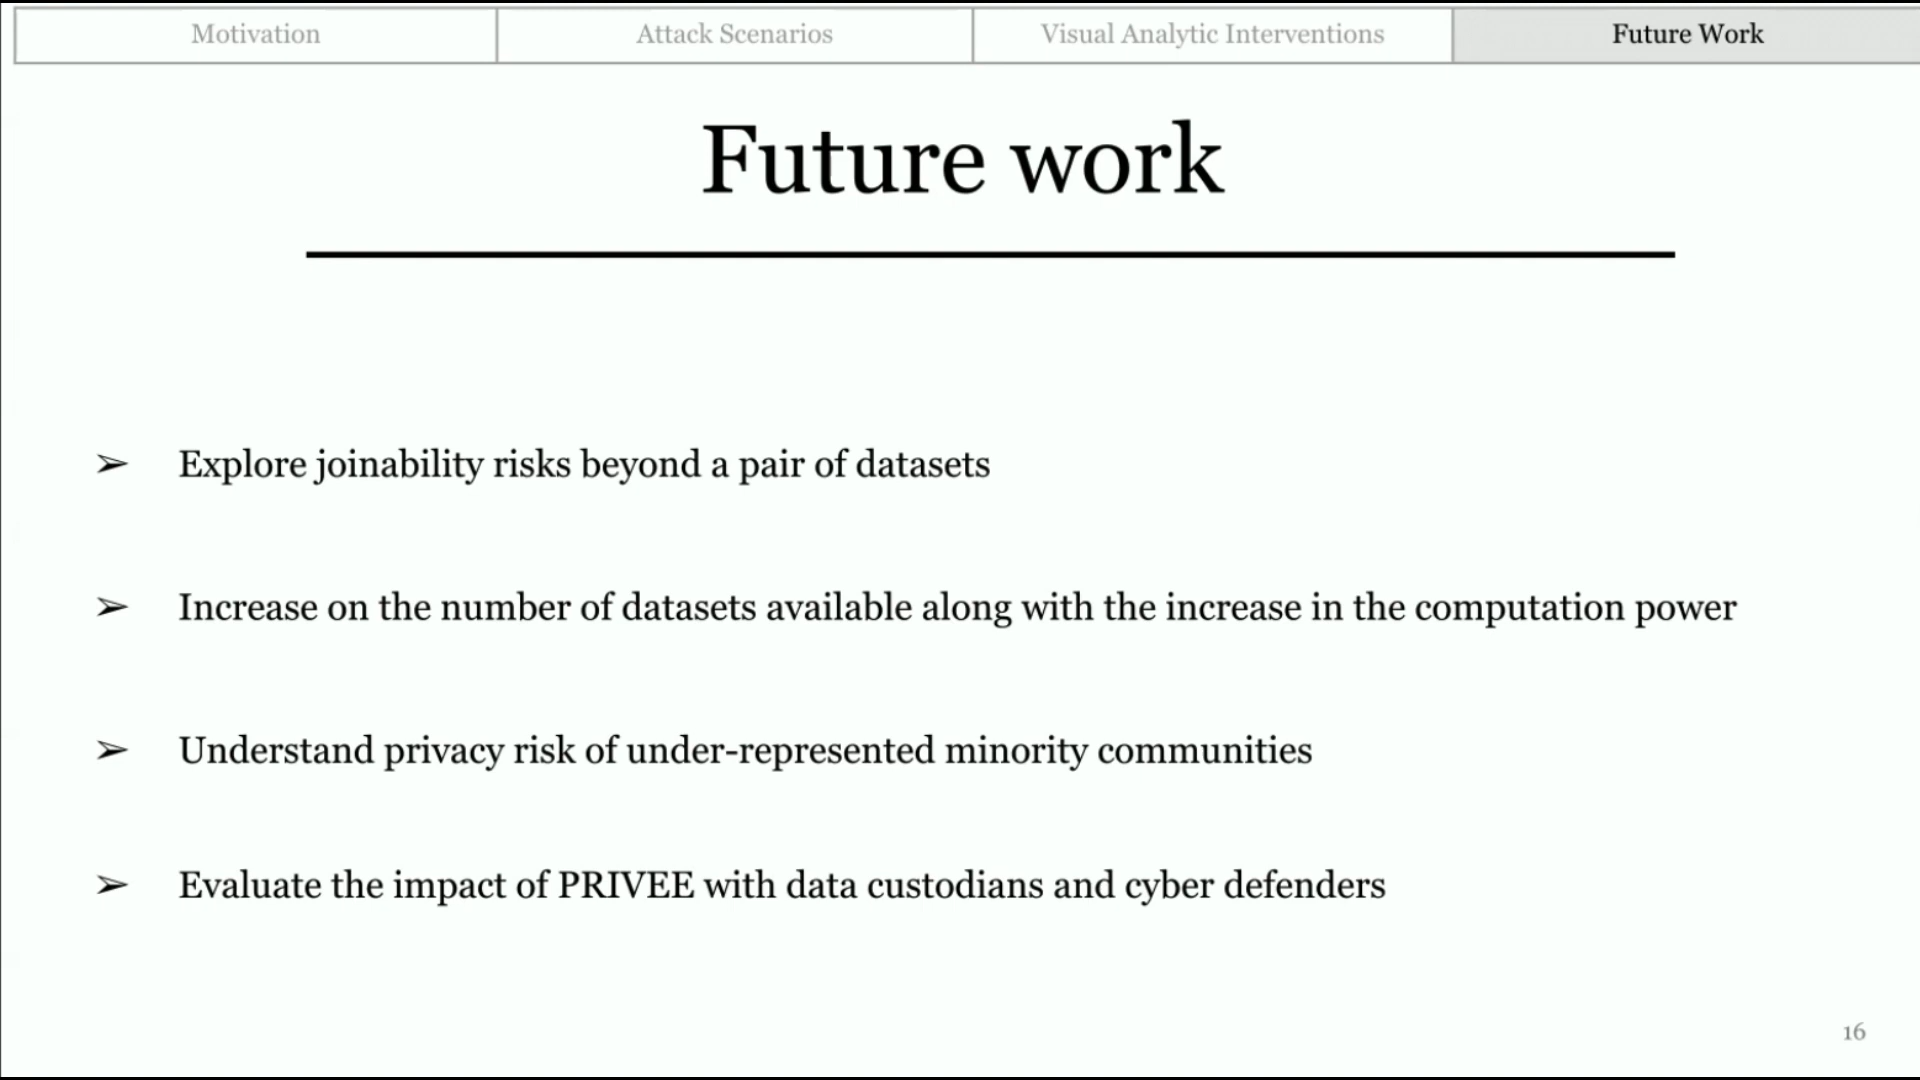 Motivation
Attack Scenarios
Visual Analytic Interventions
Future Work
Future work
➢ Explore joinability risks beyond a pair of datasets
➢ Increase on the number of datasets available along with the increase in the computation power
➢ Understand privacy risk of under-represented minority communities
➢ Evaluate the impact of PRIVEE with data custodians and cyber defenders
16